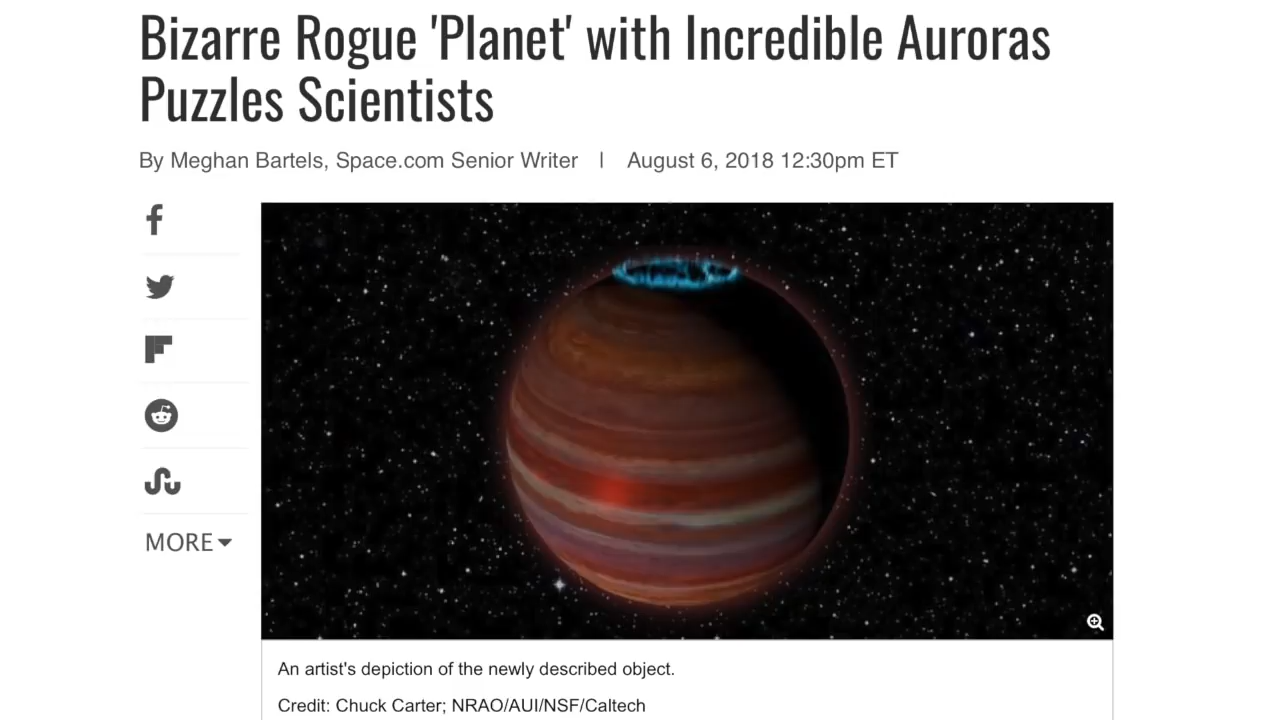 Bizarre Rogue 'Planet' with Incredible Auroras
Puzzles Scientists
By Meghan Bartels, Space.com Senior Writer | August 6, 2018 12:30pm ET
MORE
An artist's depiction of the newly described object.
Credit: Chuck Carter; NRAO/AUI/NSF/Caltech